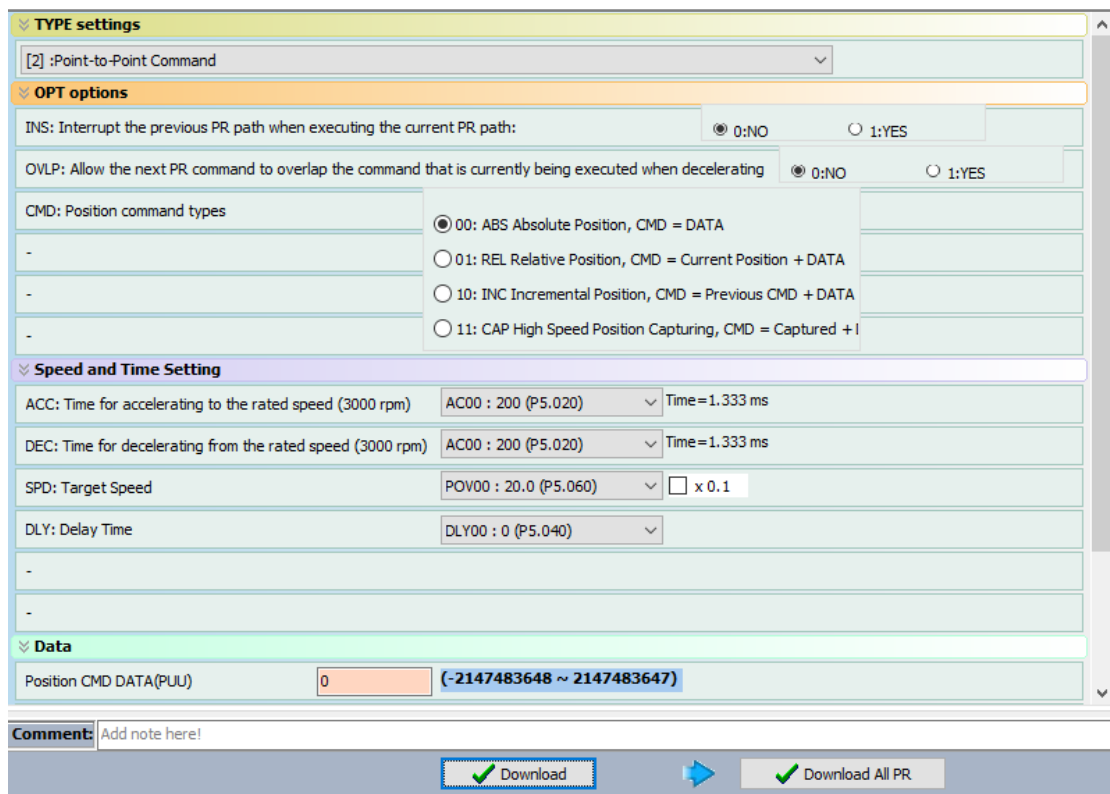 TYPE settings
[2] :Point-to-Point Command
OPT options
INS: Interrupt the previous PR path when executing the current PR path: 0:NO 1:YES
OVLP: Allow the next PR command to overlap the command that is currently being executed when decelerating 0:NO 1:YES
CMD: Position command types
00: ABS Absolute Position, CMD = DATA
-
01: REL Relative Position, CMD = Current Position + DATA
-
10: INC Incremental Position, CMD = Previous CMD + DATA
-
11: CAP High Speed Position Capturing, CMD = Captured +
Speed and Time Setting
ACC: Time for accelerating to the rated speed (3000 rpm) AC00 : 200 (P5.020) Time=1.333 ms
DEC: Time for decelerating from the rated speed (3000 rpm) AC00 : 200 (P5.020) Time=1.333 ms
SPD: Target Speed POV00 : 20.0 (P5.060) x 0.1
DLY: Delay Time DLY00 : 0 (P5.040)
-
-
Data
Position CMD DATA(PUU) 0 (-2147483648 ~ 2147483647)
Comment: Add note here!
Download Download All PR